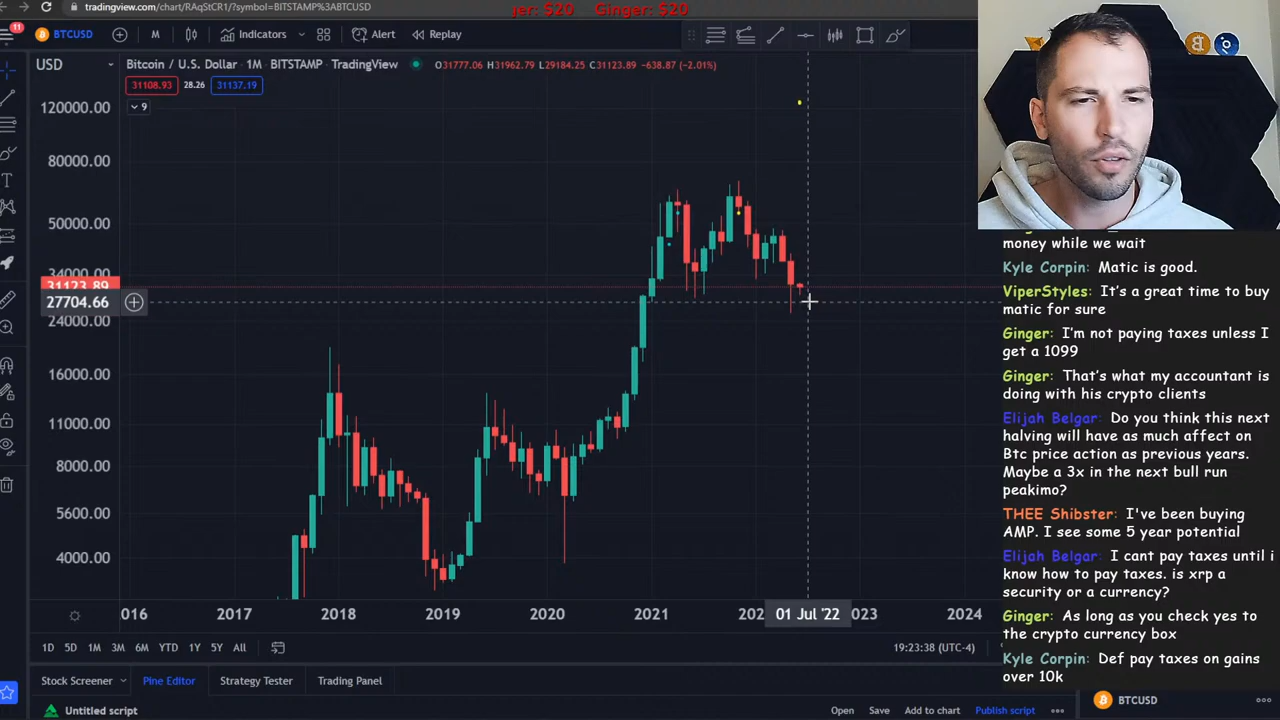 tradingview.com/chart/RAqStCR1/?symbol=BITSTAMP%3ABTCUSD
ger: $20 Ginger: $20
11
BTCUSD
M
Indicators
Alert
Replay
USD
Bitcoin / U.S. Dollar · 1M · BITSTAMP · TradingView
O31777.06 H31962.79 L29184.25 C31123.89 -638.87 (-2.01%)
31108.93 28.26 31137.19
9
120000.00
80000.00
50000.00
34000.00
31123.89
27704.66
24000.00
16000.00
11000.00
8000.00
5600.00
4000.00
2016 2017 2018 2019 2020 2021 202 01 Jul '22 023 2024
1D 5D 1M 3M 6M YTD 1Y 5Y All
19:23:38 (UTC-4)
Stock Screener Pine Editor Strategy Tester Trading Panel
Untitled script
Open Save Add to chart Publish script
money while we wait
Kyle Corpin: Matic is good.
ViperStyles: It's a great time to buy
matic for sure
Ginger: I'm not paying taxes unless I
get a 1099
Ginger: That's what my accountant is
doing with his crypto clients
Elijah Belgar: Do you think this next
halving will have as much affect on
Btc price action as previous years.
Maybe a 3x in the next bull run
peakimo?
THEE Shibster: I've been buying
AMP. I see some 5 year potential
Elijah Belgar: I cant pay taxes until i
know how to pay taxes. is xrp a
security or a currency?
Ginger: As long as you check yes to
the crypto currency box
Kyle Corpin: Def pay taxes on gains
over 10k
BTCUSD